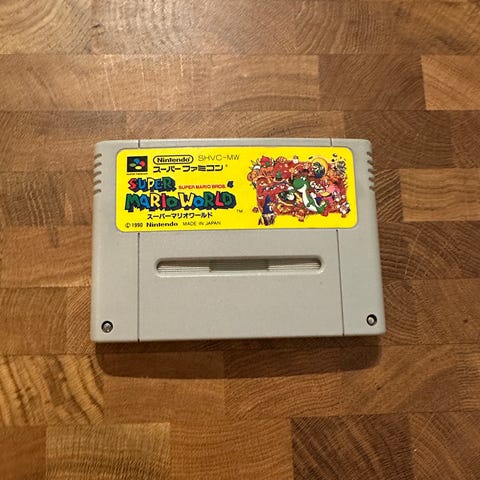 Nintendo SHVC-MW
スーパーファミコン
SUPER
SUPER MARIO BROS. 4
MARIO WORLD
スーパーマリオワールド ™
© 1990 Nintendo MADE IN JAPAN